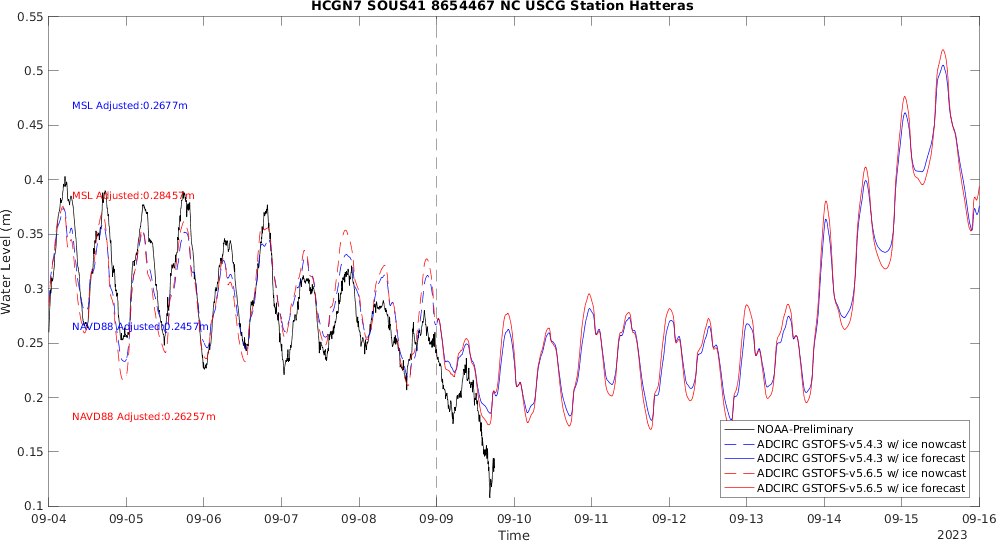 HCGN7 SOUS41 8654467 NC USCG Station Hatteras
0.55
0.5
0.45
0.4
0.35
0.3
0.25
0.2
0.15
0.1
Water Level (m)
MSL Adjusted:0.2677m
MSL Adjusted:0.28457m
NAVD88 Adjusted:0.2457m
NAVD88 Adjusted:0.26257m
NOAA-Preliminary
ADCIRC GSTOFS-v5.4.3 w/ ice nowcast
ADCIRC GSTOFS-v5.4.3 w/ ice forecast
ADCIRC GSTOFS-v5.6.5 w/ ice nowcast
ADCIRC GSTOFS-v5.6.5 w/ ice forecast
09-04 09-05 09-06 09-07 09-08 09-09 09-10 09-11 09-12 09-13 09-14 09-15 09-16
Time
2023